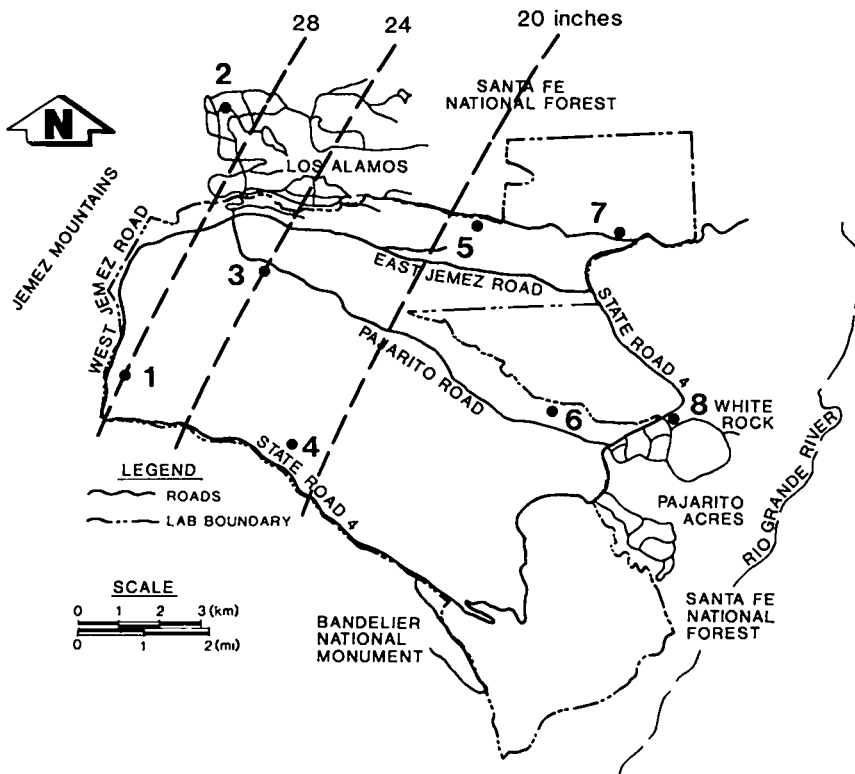 28
24
20 inches
2
SANTA FE
NATIONAL FOREST
N
LOS ALAMOS
JEMEZ MOUNTAINS
WEST JEMEZ ROAD
3
5
7
EAST JEMEZ ROAD
STATE ROAD 4
PAJARITO ROAD
1
4
6
8
WHITE
ROCK
STATE ROAD 4
LEGEND
ROADS
LAB BOUNDARY
PAJARITO
ACRES
RIO GRANDE RIVER
SCALE
0 1 2 3 (km)
0 1 2 (mi)
BANDELIER
NATIONAL
MONUMENT
SANTA FE
NATIONAL
FOREST